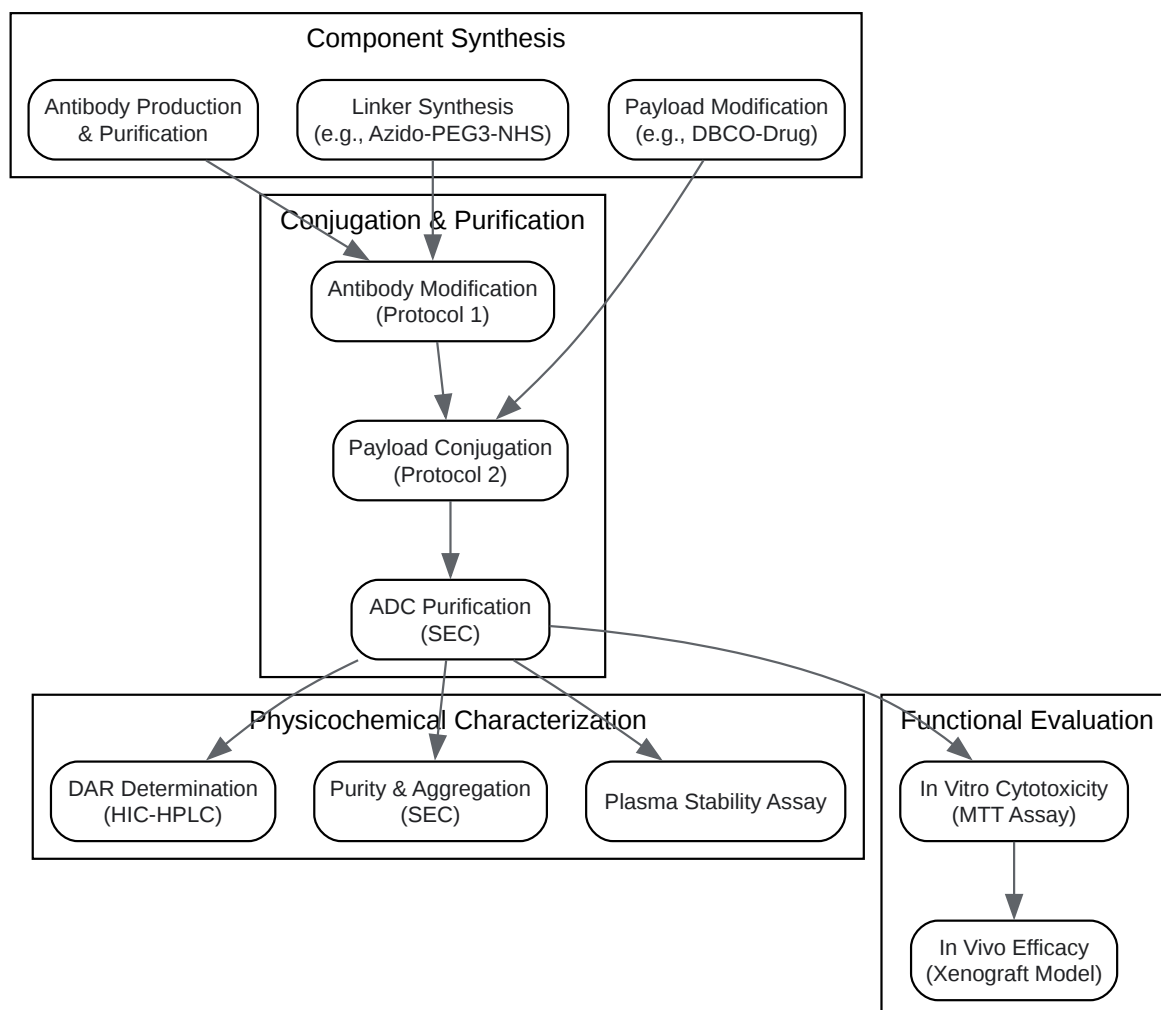 Component Synthesis
Antibody Production
& Purification
Linker Synthesis
(e.g., Azido-PEG3-NHS)
Payload Modification
(e.g., DBCO-Drug)
Conjugation & Purification
Antibody Modification
(Protocol 1)
Payload Conjugation
(Protocol 2)
ADC Purification
(SEC)
Physicochemical Characterization
DAR Determination
(HIC-HPLC)
Purity & Aggregation
(SEC)
Plasma Stability Assay
Functional Evaluation
In Vitro Cytotoxicity
(MTT Assay)
In Vivo Efficacy
(Xenograft Model)